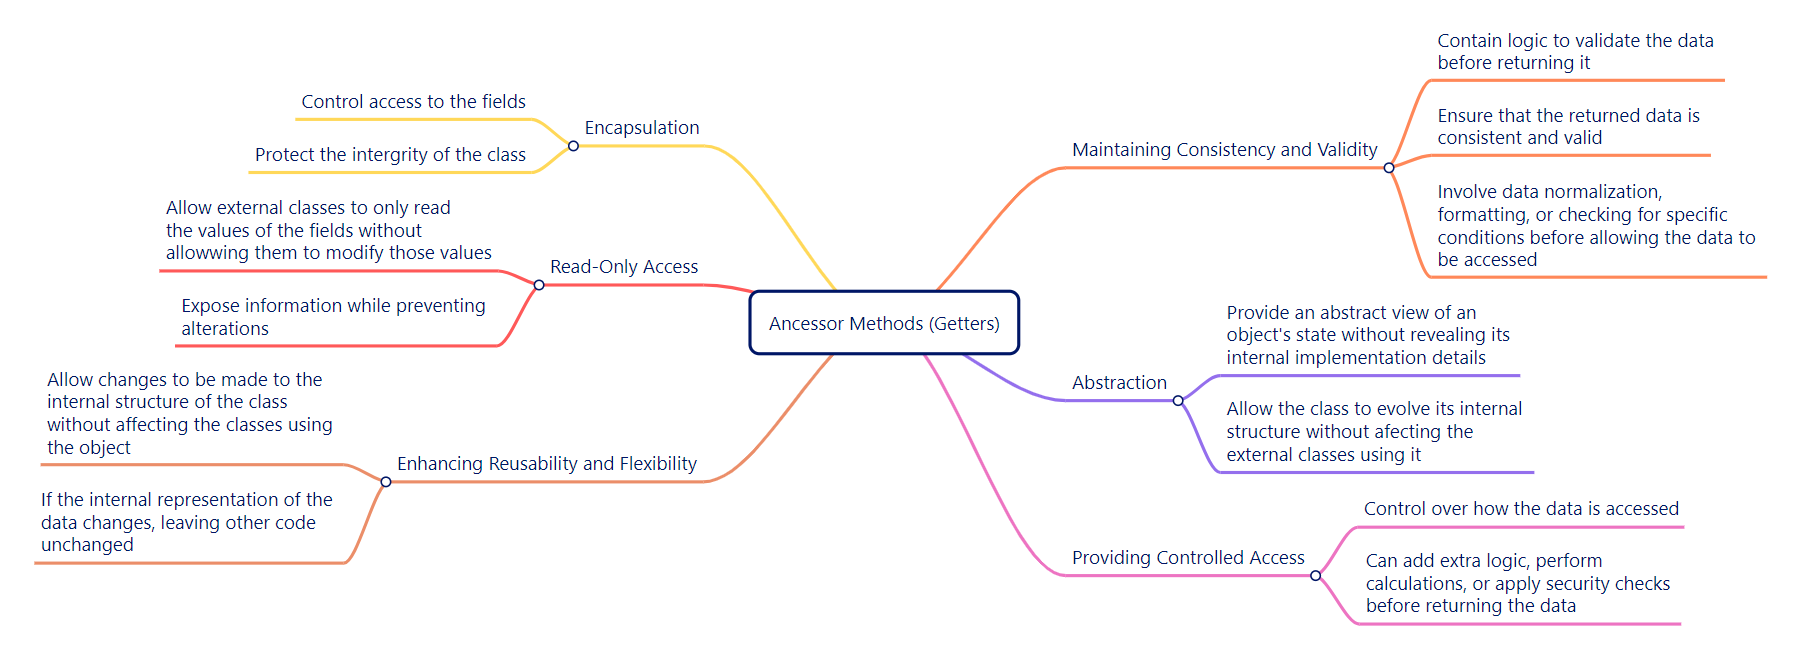 Ancessor Methods (Getters)
Encapsulation
Control access to the fields
Protect the intergrity of the class
Read-Only Access
Allow external classes to only read
the values of the fields without
allowwing them to modify those values
Expose information while preventing
alterations
Enhancing Reusability and Flexibility
Allow changes to be made to the
internal structure of the class
without affecting the classes using
the object
If the internal representation of the
data changes, leaving other code
unchanged
Maintaining Consistency and Validity
Contain logic to validate the data
before returning it
Ensure that the returned data is
consistent and valid
Involve data normalization,
formatting, or checking for specific
conditions before allowing the data to
be accessed
Abstraction
Provide an abstract view of an
object's state without revealing its
internal implementation details
Allow the class to evolve its internal
structure without afecting the
external classes using it
Providing Controlled Access
Control over how the data is accessed
Can add extra logic, perform
calculations, or apply security checks
before returning the data